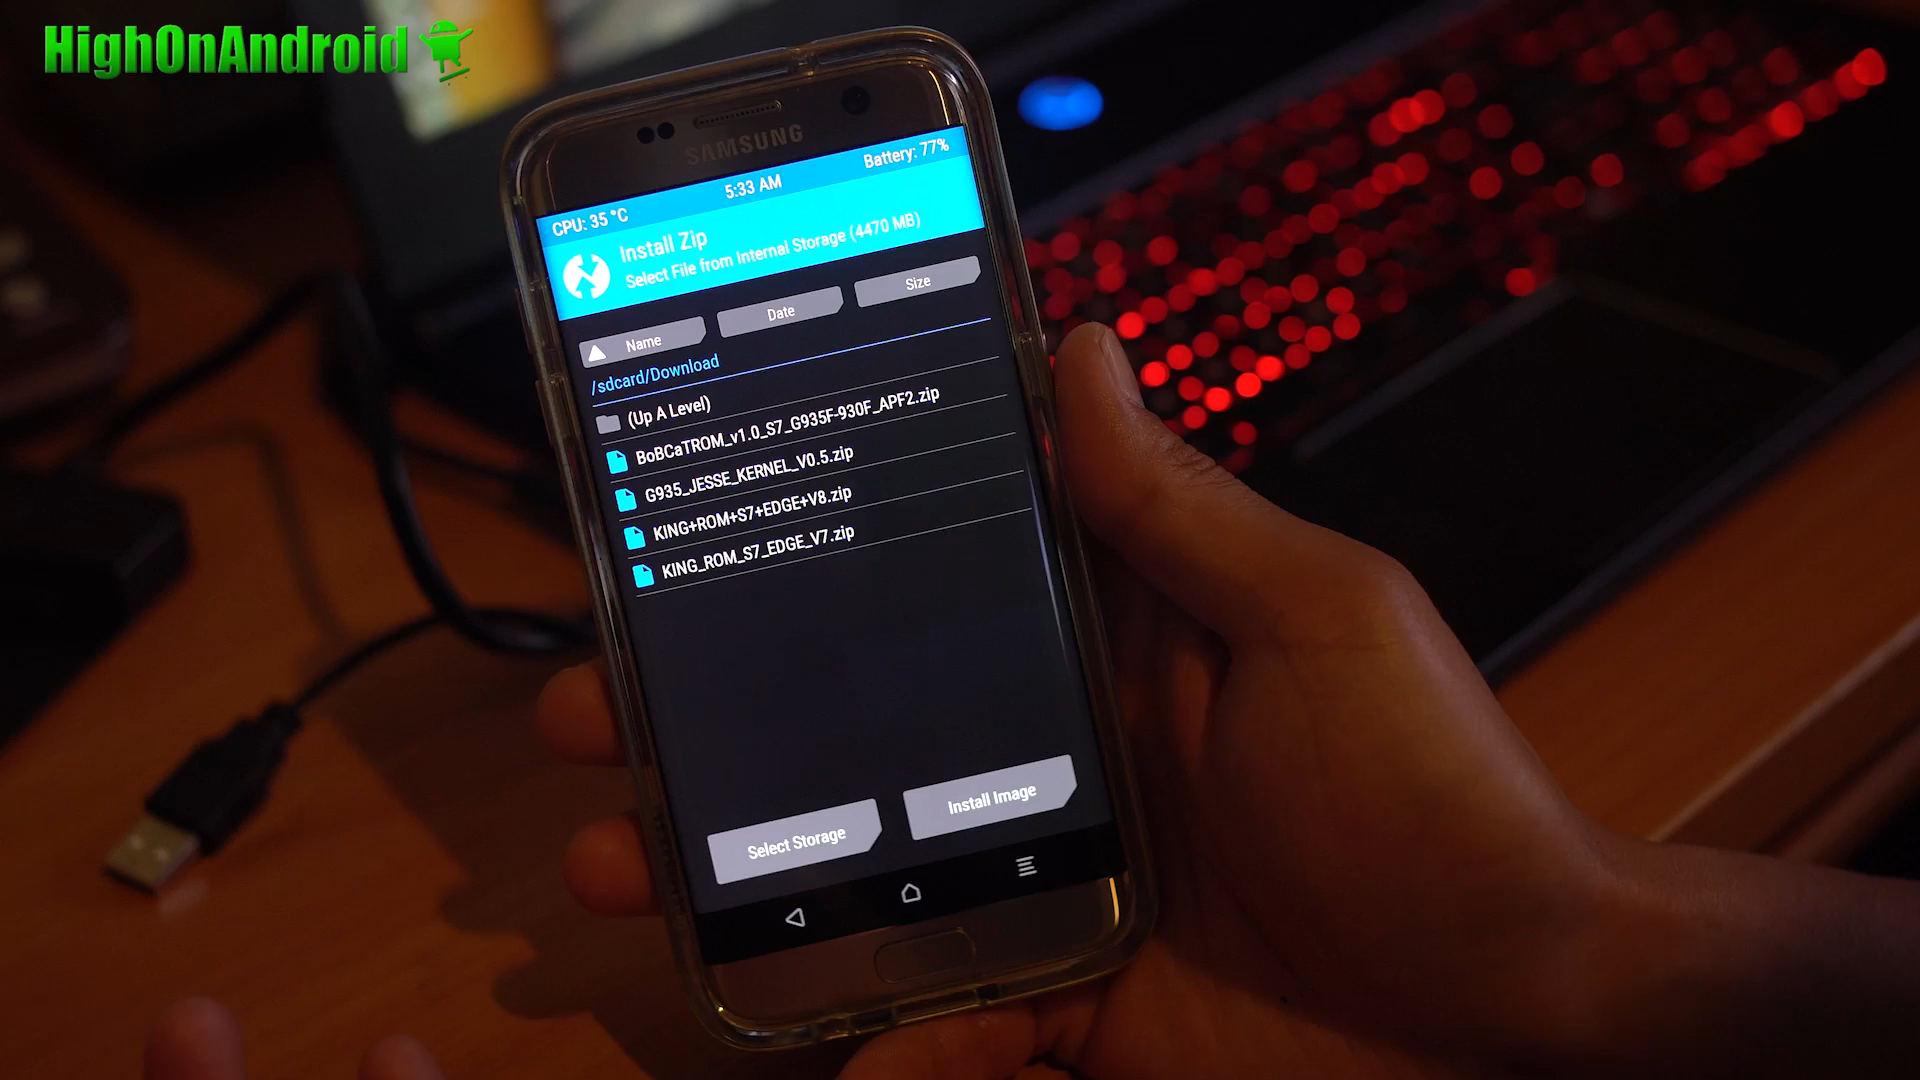 HighOnAndroid
SAMSUNG
CPU: 35 °C
5:33 AM
Battery: 77%
Install Zip
Select File from Internal Storage (4470 MB)
Name
Date
Size
/sdcard/Download
(Up A Level)
BoBCaTROM_v1.0_S7_G935F-930F_APF2.zip
G935_JESSE_KERNEL_V0.5.zip
KING+ROM+S7+EDGE+V8.zip
KING_ROM_S7_EDGE_V7.zip
Select Storage
Install Image